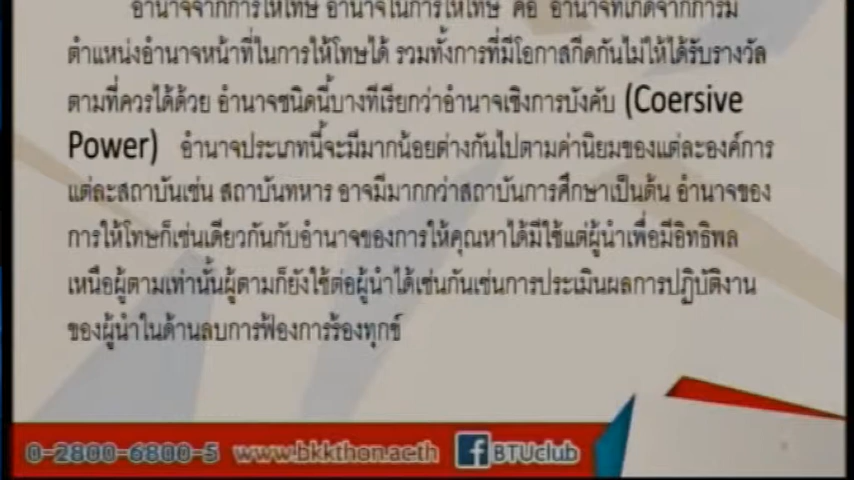 อำนาจจากการให้โทษ อำนาจในการให้โทษ คือ อำนาจที่เกิดจากการมี
ตำแหน่งอำนาจหน้าที่ในการให้โทษได้ รวมทั้งการที่มีโอกาสกีดกันไม่ให้ได้รับรางวัล
ตามที่ควรได้ด้วย อำนาจชนิดนี้บางทีเรียกว่าอำนาจเชิงการบังคับ (Coersive
Power) อำนาจประเภทนี้จะมีมากน้อยต่างกันไปตามค่านิยมของแต่ละองค์การ
แต่ละสถาบันเช่น สถาบันทหาร อาจมีมากกว่าสถาบันการศึกษาเป็นต้น อำนาจของ
การให้โทษก็เช่นเดียวกันกับอำนาจของการให้คุณหาได้มีใช้แต่ผู้นำเพื่อมีอิทธิพล
เหนือผู้ตามเท่านั้นผู้ตามก็ยังใช้ต่อผู้นำได้เช่นกันเช่นการประเมินผลการปฏิบัติงาน
ของผู้นำในด้านลบการฟ้องการร้องทุกข์
0-2800-6800-5 www.bkkthon.ac.th f BTUclub